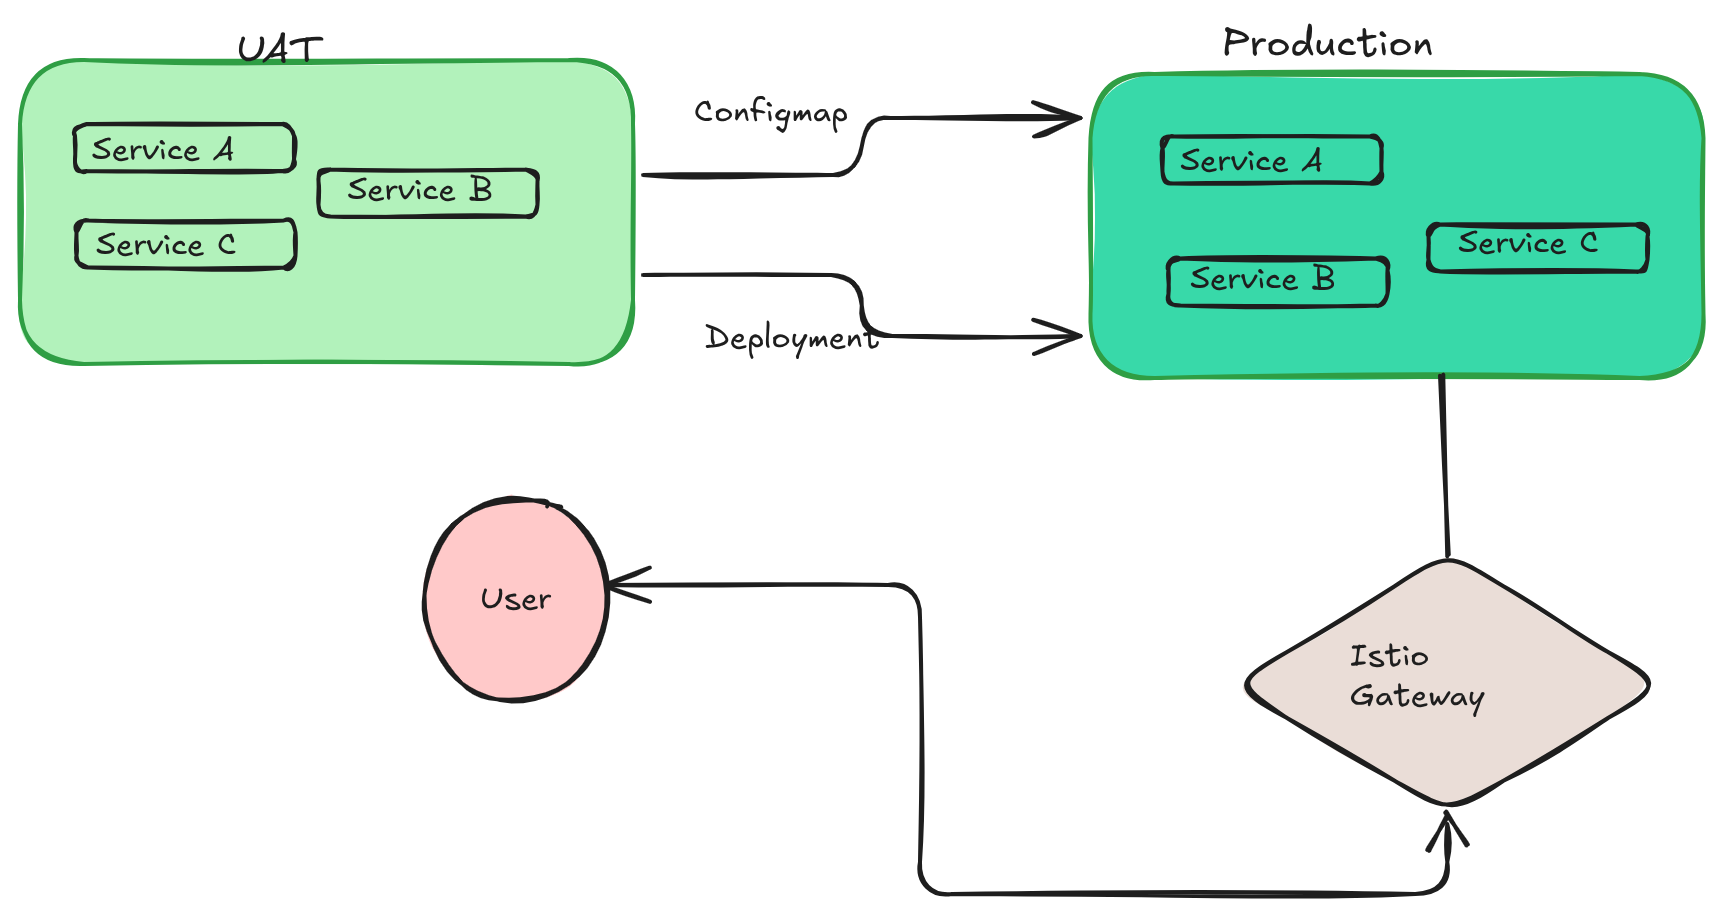 UAT
Production
Configmap
Service A
Service B
Service C
Service A
Service C
Service B
Deployment
User
Istio
Gateway